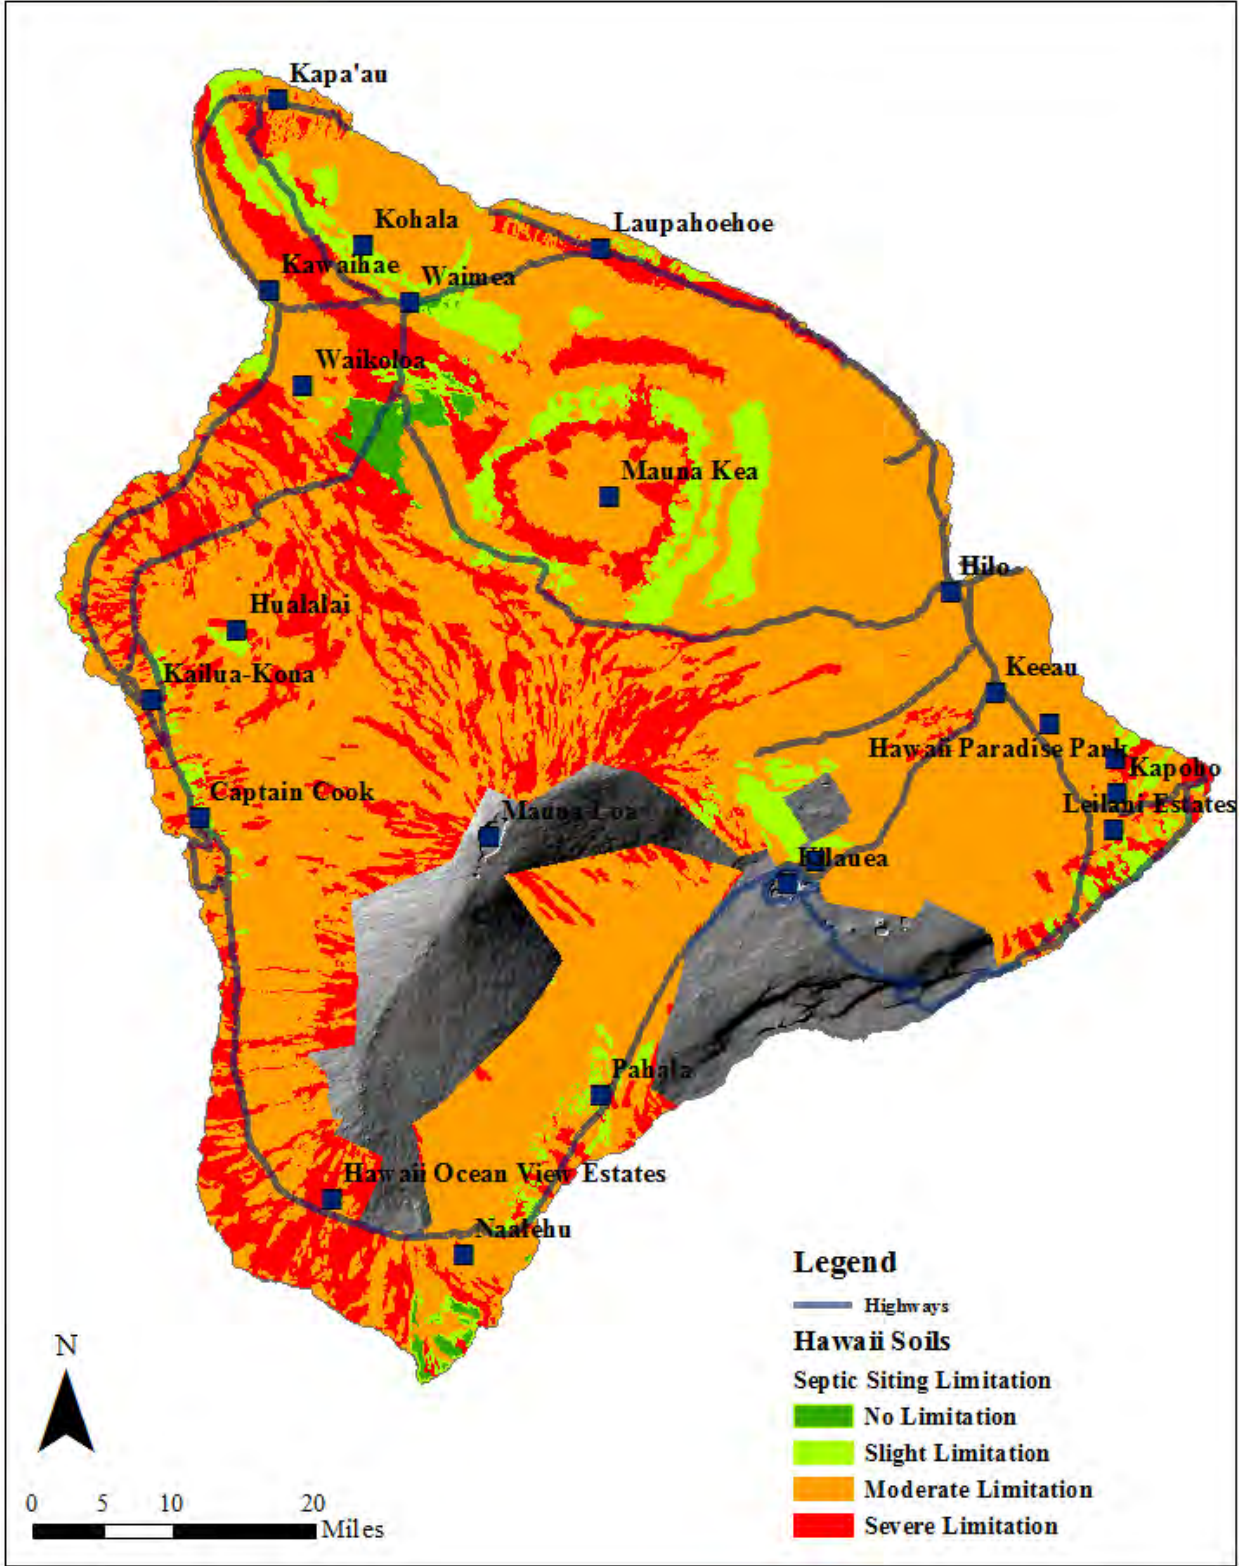 Kapa'au
Kohala
Laupahoehoe
Kawaihae
Waimea
Waikoloa
Mauna Kea
Hilo
Hualalai
Kailua-Kona
Keeau
Hawaii Paradise Park
Kapoho
Captain Cook
Mauna Loa
Leilani Estates
Kilauea
Pahala
Hawaii Ocean View Estates
Naalehu
Legend
Highways
Hawaii Soils
Septic Siting Limitation
No Limitation
Slight Limitation
Moderate Limitation
Severe Limitation
N
0 5 10 20
Miles